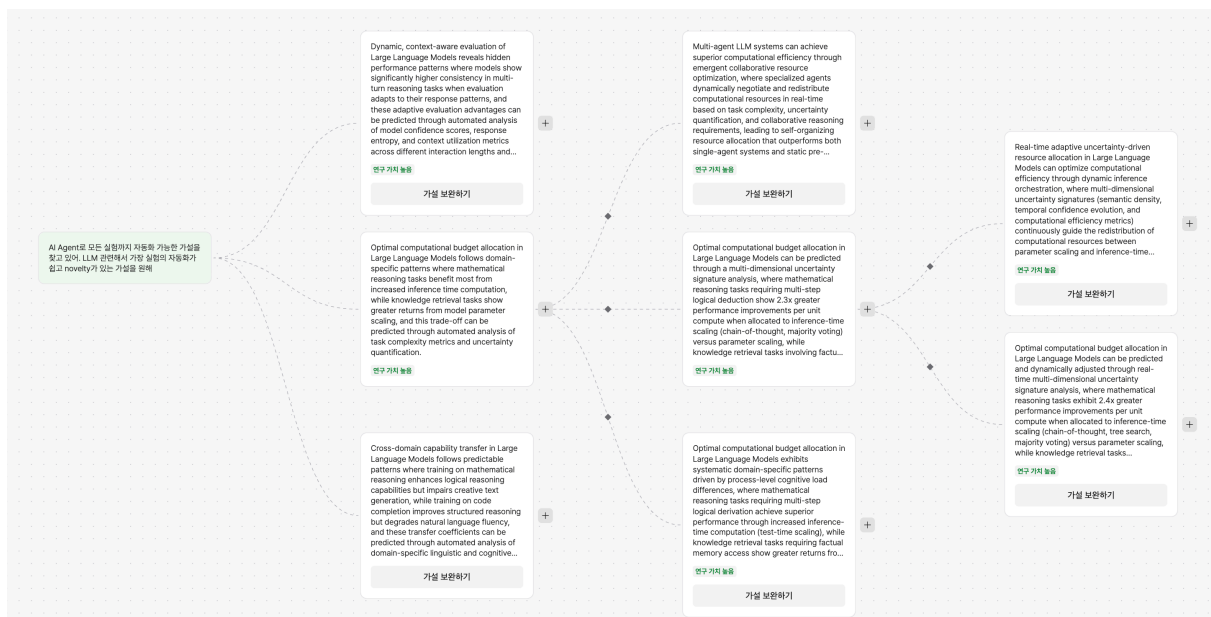 AI Agent로 모든 실험까지 자동화 가능한 가설을
찾고 있어. LLM 관련해서 가장 실험의 자동화가
쉽고 novelty가 있는 가설을 원해
Dynamic, context-aware evaluation of
Large Language Models reveals hidden
performance patterns where models show
significantly higher consistency in multi-
turn reasoning tasks when evaluation
adapts to their response patterns, and
these adaptive evaluation advantages can
be predicted through automated analysis
of model confidence scores, response
entropy, and context utilization metrics
across different interaction lengths and...
연구 가치 높음
가설 보완하기
Optimal computational budget allocation in
Large Language Models follows domain-
specific patterns where mathematical
reasoning tasks benefit most from
increased inference time computation,
while knowledge retrieval tasks show
greater returns from model parameter
scaling, and this trade-off can be
predicted through automated analysis of
task complexity metrics and uncertainty
quantification.
연구 가치 높음
Cross-domain capability transfer in Large
Language Models follows predictable
patterns where training on mathematical
reasoning enhances logical reasoning
capabilities but impairs creative text
generation, while training on code
completion improves structured reasoning
but degrades natural language fluency,
and these transfer coefficients can be
predicted through automated analysis of
domain-specific linguistic and cognitive...
가설 보완하기
Multi-agent LLM systems can achieve
superior computational efficiency through
emergent collaborative resource
optimization, where specialized agents
dynamically negotiate and redistribute
computational resources in real-time
based on task complexity, uncertainty
quantification, and collaborative reasoning
requirements, leading to self-organizing
resource allocation that outperforms both
single-agent systems and static pre-...
연구 가치 높음
가설 보완하기
Optimal computational budget allocation in
Large Language Models can be predicted
through a multi-dimensional uncertainty
signature analysis, where mathematical
reasoning tasks requiring multi-step
logical deduction show 2.3x greater
performance improvements per unit
compute when allocated to inference-time
scaling (chain-of-thought, majority voting)
versus parameter scaling, while
knowledge retrieval tasks involving factu...
연구 가치 높음
Optimal computational budget allocation in
Large Language Models exhibits
systematic domain-specific patterns
driven by process-level cognitive load
differences, where mathematical
reasoning tasks requiring multi-step
logical derivation achieve superior
performance through increased inference-
time computation (test-time scaling), while
knowledge retrieval tasks requiring factual
memory access show greater returns fro...
연구 가치 높음
가설 보완하기
Real-time adaptive uncertainty-driven
resource allocation in Large Language
Models can optimize computational
efficiency through dynamic inference
orchestration, where multi-dimensional
uncertainty signatures (semantic density,
temporal confidence evolution, and
computational efficiency metrics)
continuously guide the redistribution of
computational resources between
parameter scaling and inference-time...
연구 가치 높음
가설 보완하기
Optimal computational budget allocation in
Large Language Models can be predicted
and dynamically adjusted through real-
time multi-dimensional uncertainty
signature analysis, where mathematical
reasoning tasks exhibit 2.4x greater
performance improvements per unit
compute when allocated to inference-time
scaling (chain-of-thought, tree search,
majority voting) versus parameter scaling,
while knowledge retrieval tasks...
연구 가치 높음
가설 보완하기